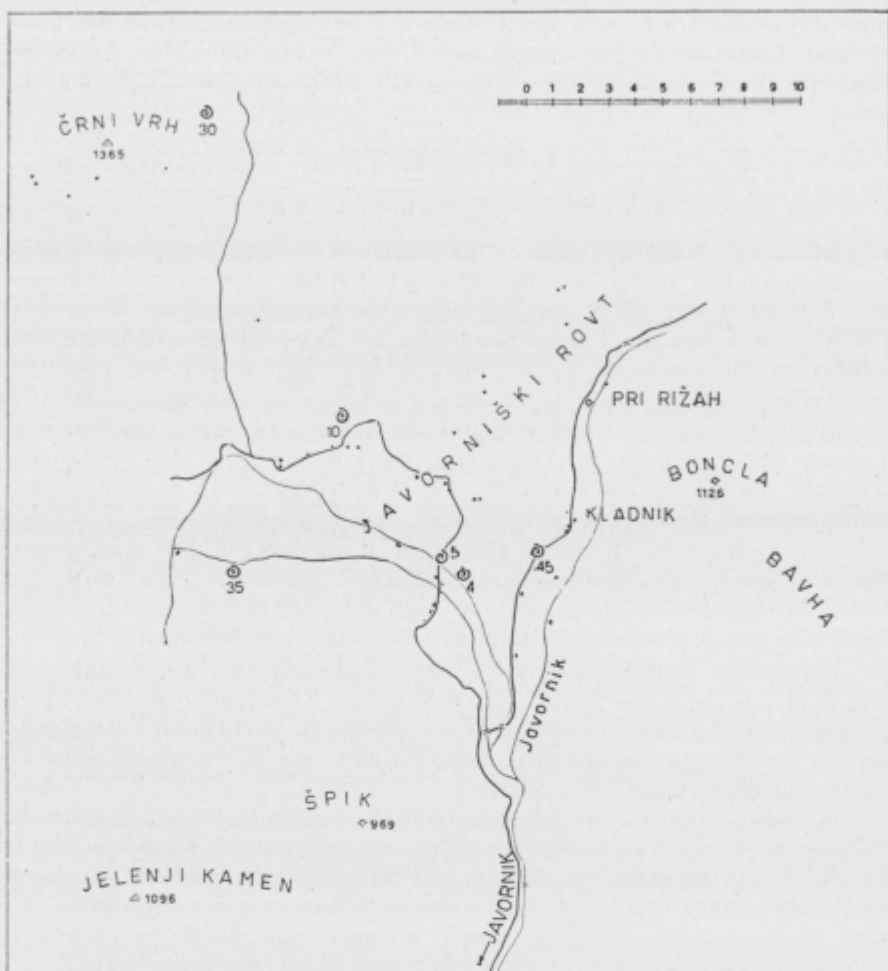 0 1 2 3 4 5 6 7 8 9 10
ČRNI VRH
1365
30
JAVORNIŠKI ROVT
PRI RIŽAH
10
BONCLA
1126
KLADNIK
5
4
45
35
BAVHA
Javornik
ŠPIK
969
JELENJI KAMEN
1096
JAVORNIK